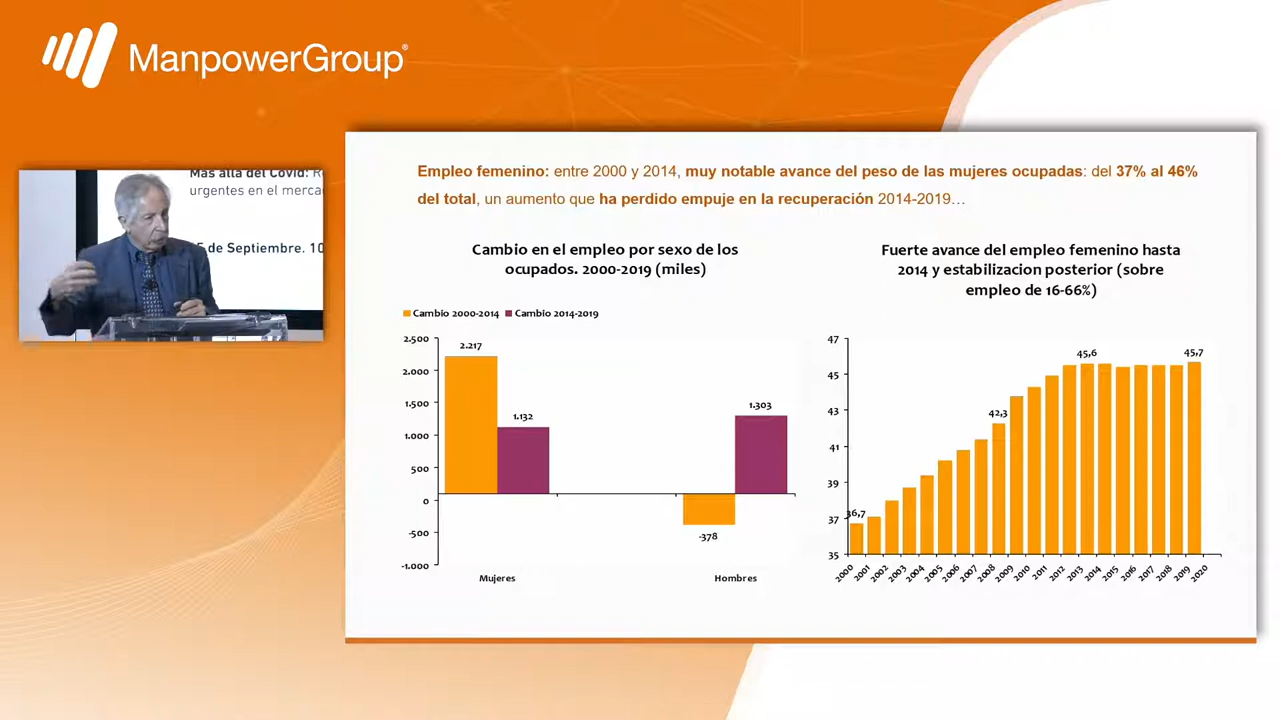 ManpowerGroup®
Más allá del Covid: R
urgentes en el merca
5 de Septiembre. 10
Empleo femenino: entre 2000 y 2014, muy notable avance del peso de las mujeres ocupadas: del 37% al 46%
del total, un aumento que ha perdido empuje en la recuperación 2014-2019…
Cambio en el empleo por sexo de los
ocupados. 2000-2019 (miles)
Cambio 2000-2014 Cambio 2014-2019
2.500
2.000
1.500
1.000
500
0
-500
-1.000
2.217
1.132
1.303
-378
Mujeres
Hombres
Fuerte avance del empleo femenino hasta
2014 y estabilizacion posterior (sobre
empleo de 16-66%)
47
45
43
41
39
37
35
36,7
42,3
45,6
45,7
2000 2001 2002 2003 2004 2005 2006 2007 2008 2009 2010 2011 2012 2013 2014 2015 2016 2017 2018 2019 2020